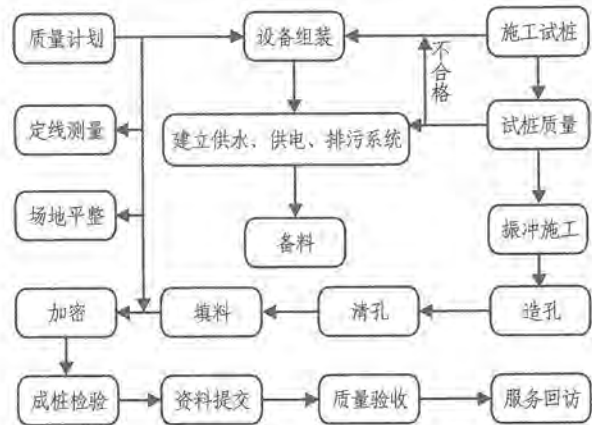 质量计划
设备组装
施工试桩
不合格
定线测量
建立供水、供电、排污系统
试桩质量
场地平整
备料
振冲施工
加密
填料
清孔
造孔
成桩检验
资料提交
质量验收
服务回访